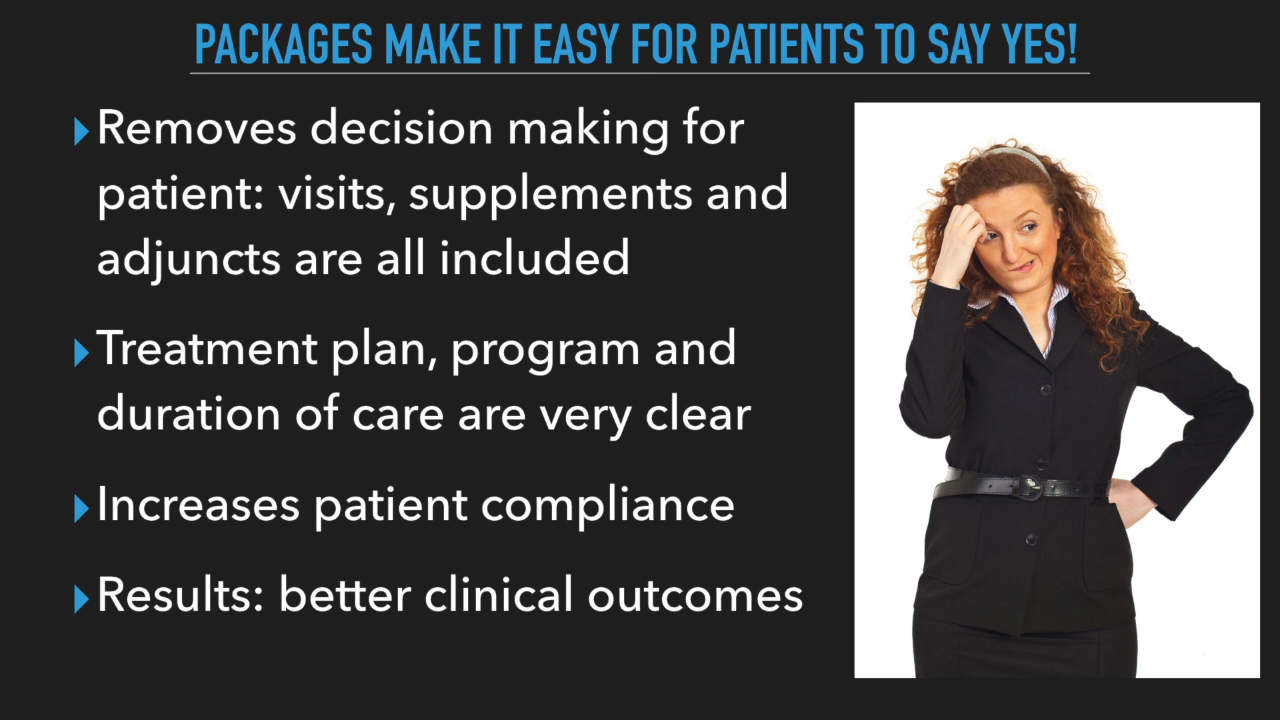 PACKAGES MAKE IT EASY FOR PATIENTS TO SAY YES!
Removes decision making for
patient: visits, supplements and
adjuncts are all included
Treatment plan, program and
duration of care are very clear
Increases patient compliance
Results: better clinical outcomes